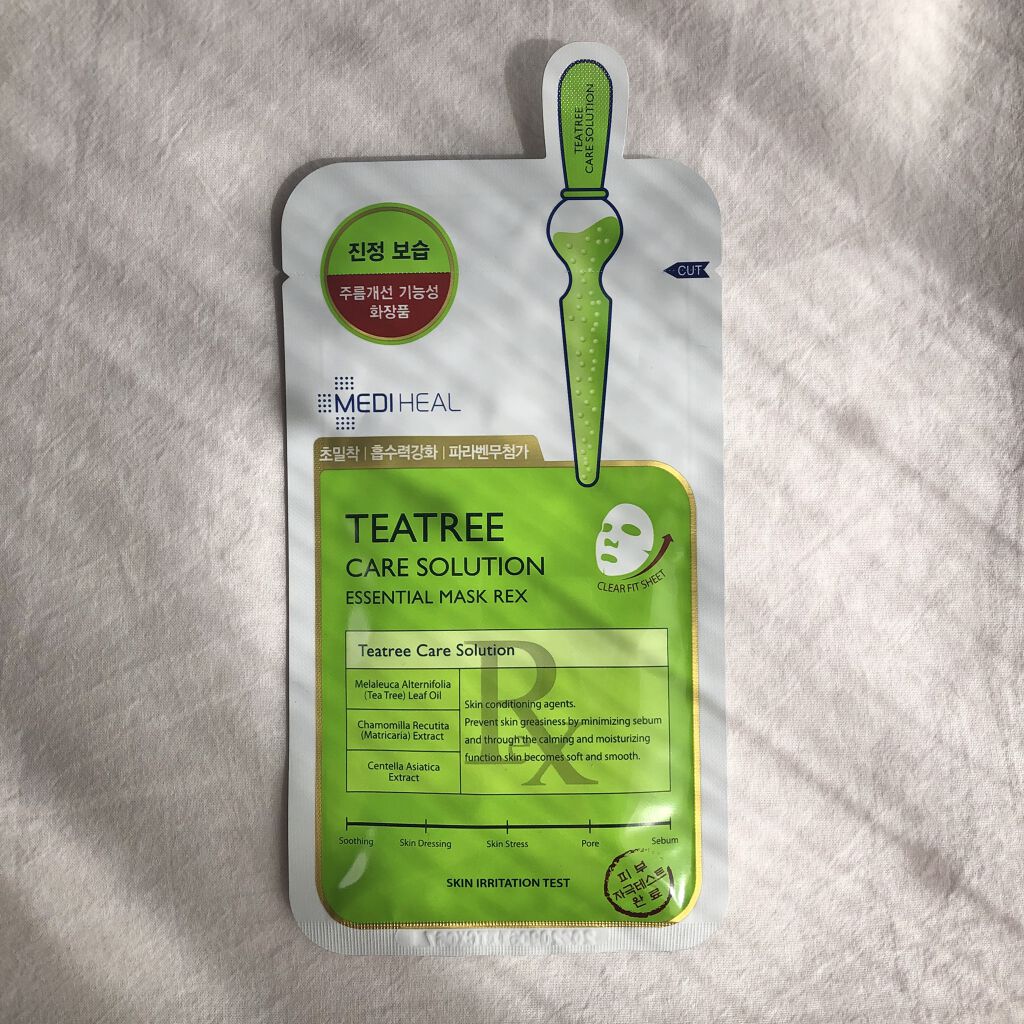 TEATREE
CARE SOLUTION
진정 보습
주름개선 기능성
화장품
CUT
MEDIHEAL
초밀착 | 흡수력강화 | 파라벤무첨가
TEATREE
CARE SOLUTION
ESSENTIAL MASK REX
CLEAR FIT SHEET
Teatree Care Solution
Rex
Melaleuca Alternifolia
(Tea Tree) Leaf Oil
Chamomilla Recutita
(Matricaria) Extract
Centella Asiatica
Extract
Skin conditioning agents.
Prevent skin greasiness by minimizing sebum
and through the calming and moisturizing
function skin becomes soft and smooth.
Soothing Skin Dressing Skin Stress Pore Sebum
SKIN IRRITATION TEST
피부
자극테스트
완료